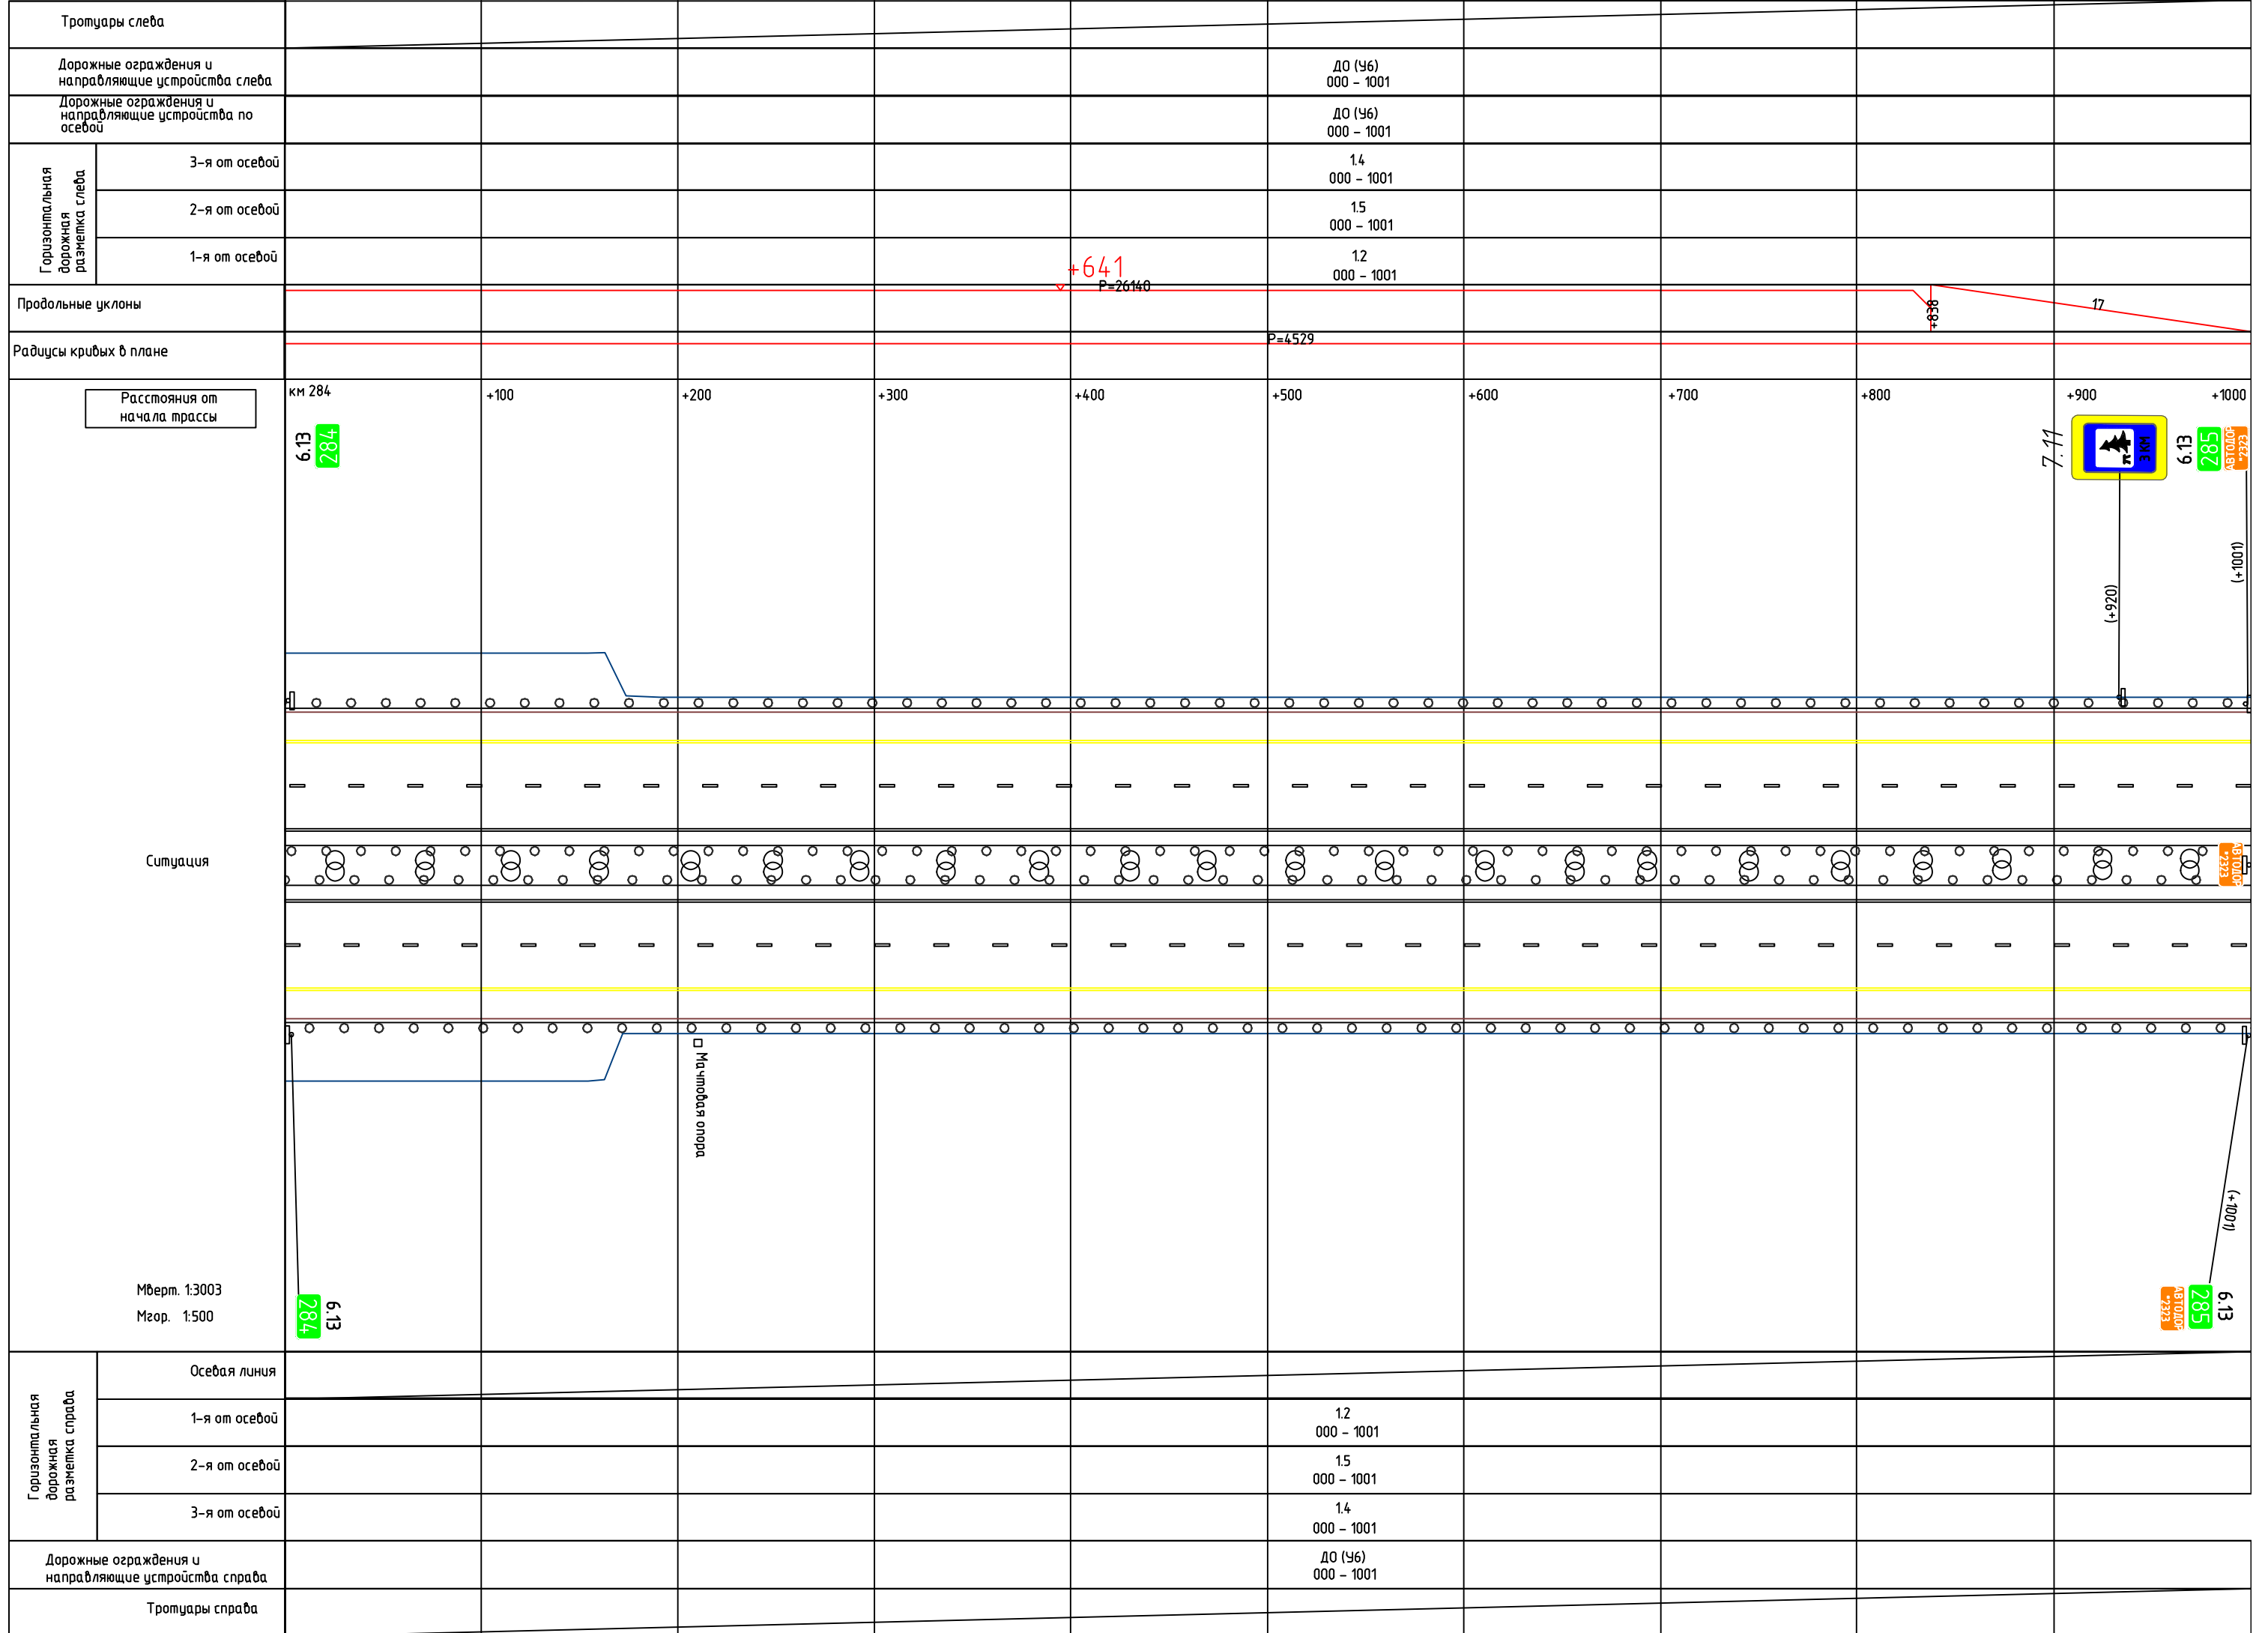 Тротуары слева
Дорожные ограждения и
направляющие устройства слева
ДО (У6)
000 - 1001
Дорожные ограждения и
направляющие устройства по
осевой
ДО (У6)
000 - 1001
Горизонтальная
дорожная
разметка слева
3-я от осевой
1.4
000 - 1001
2-я от осевой
1.5
000 - 1001
1-я от осевой
1.2
000 - 1001
+641
Продольные уклоны
Р=26140
+838
17
Радиусы кривых в плане
Р=4529
Расстояния от
начала трассы
км 284
+100
+200
+300
+400
+500
+600
+700
+800
+900
+1000
6.13
284
7.11
3 КМ
6.13
285
АВТОДОР
*2323
(+920)
(+1001)
Ситуация
АВТОДОР
*2323
Мачтовая опора
(+1001)
Мверт. 1:3003
Мгор. 1:500
284
6.13
АВТОДОР
*2323
285
6.13
Горизонтальная
дорожная
разметка справа
Осевая линия
1-я от осевой
1.2
000 - 1001
2-я от осевой
1.5
000 - 1001
3-я от осевой
1.4
000 - 1001
Дорожные ограждения и
направляющие устройства справа
ДО (У6)
000 - 1001
Тротуары справа